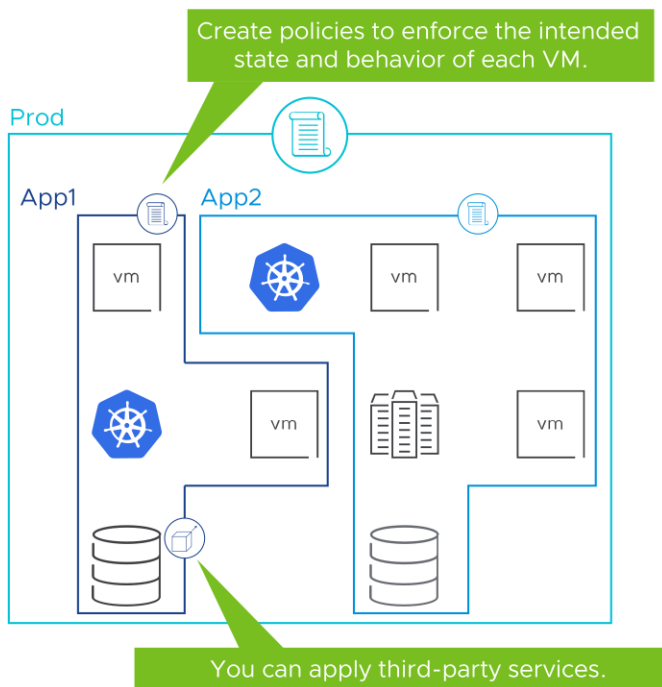 Create policies to enforce the intended
state and behavior of each VM.
Prod
App1
App2
vm
vm
vm
vm
vm
You can apply third-party services.